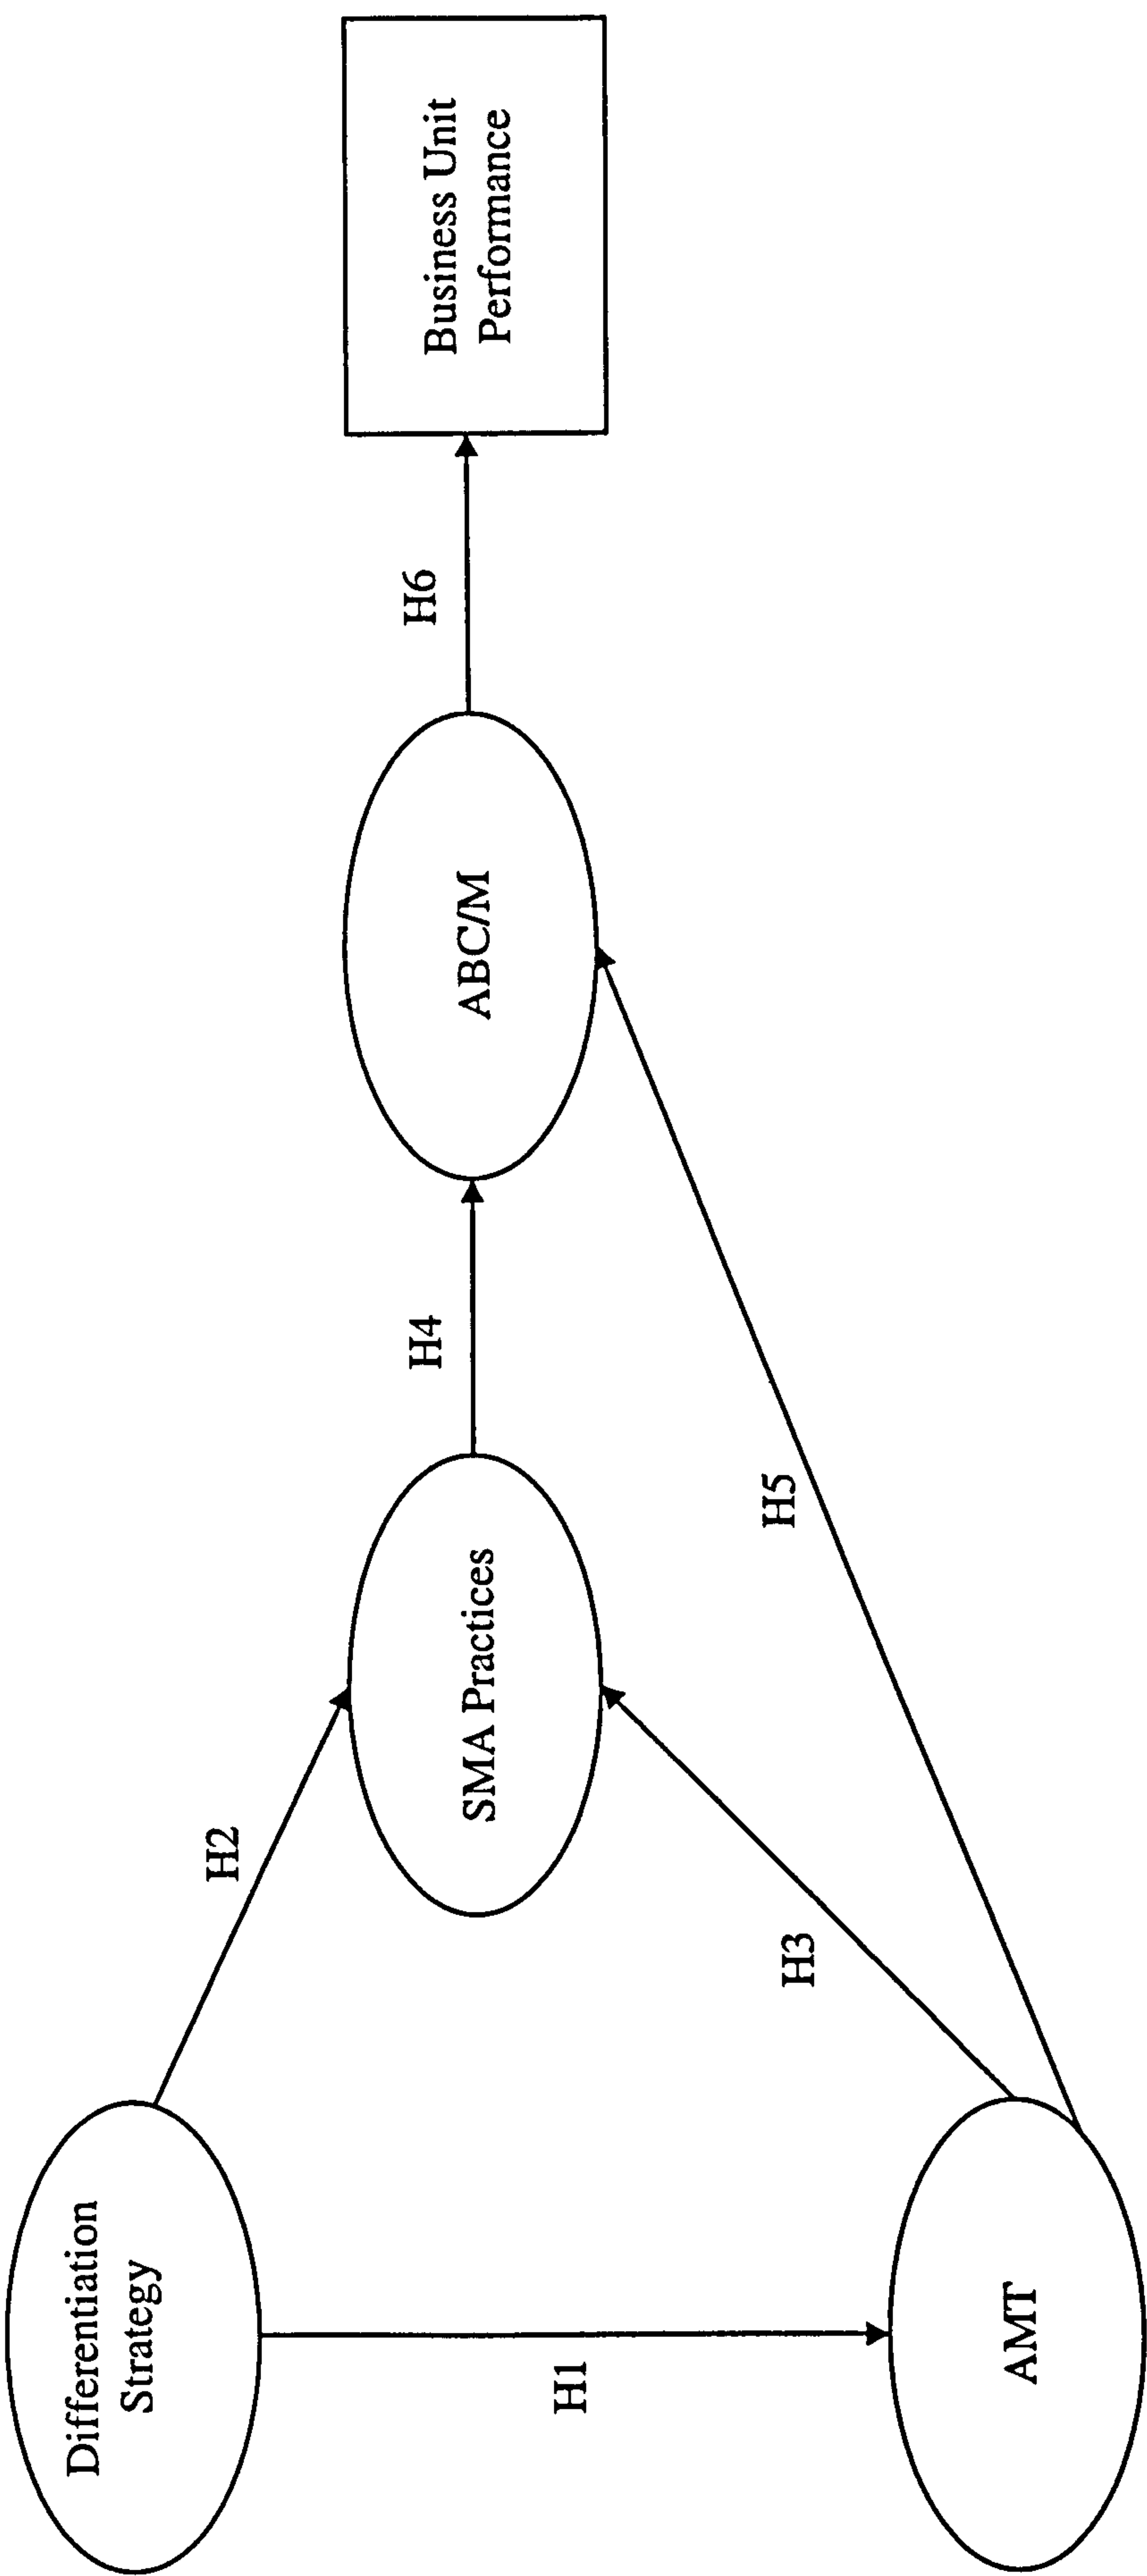 Differentiation
Strategy
H2
H1
SMA Practices
H3
AMT
H4
H5
ABC/M
H6
Business Unit
Performance